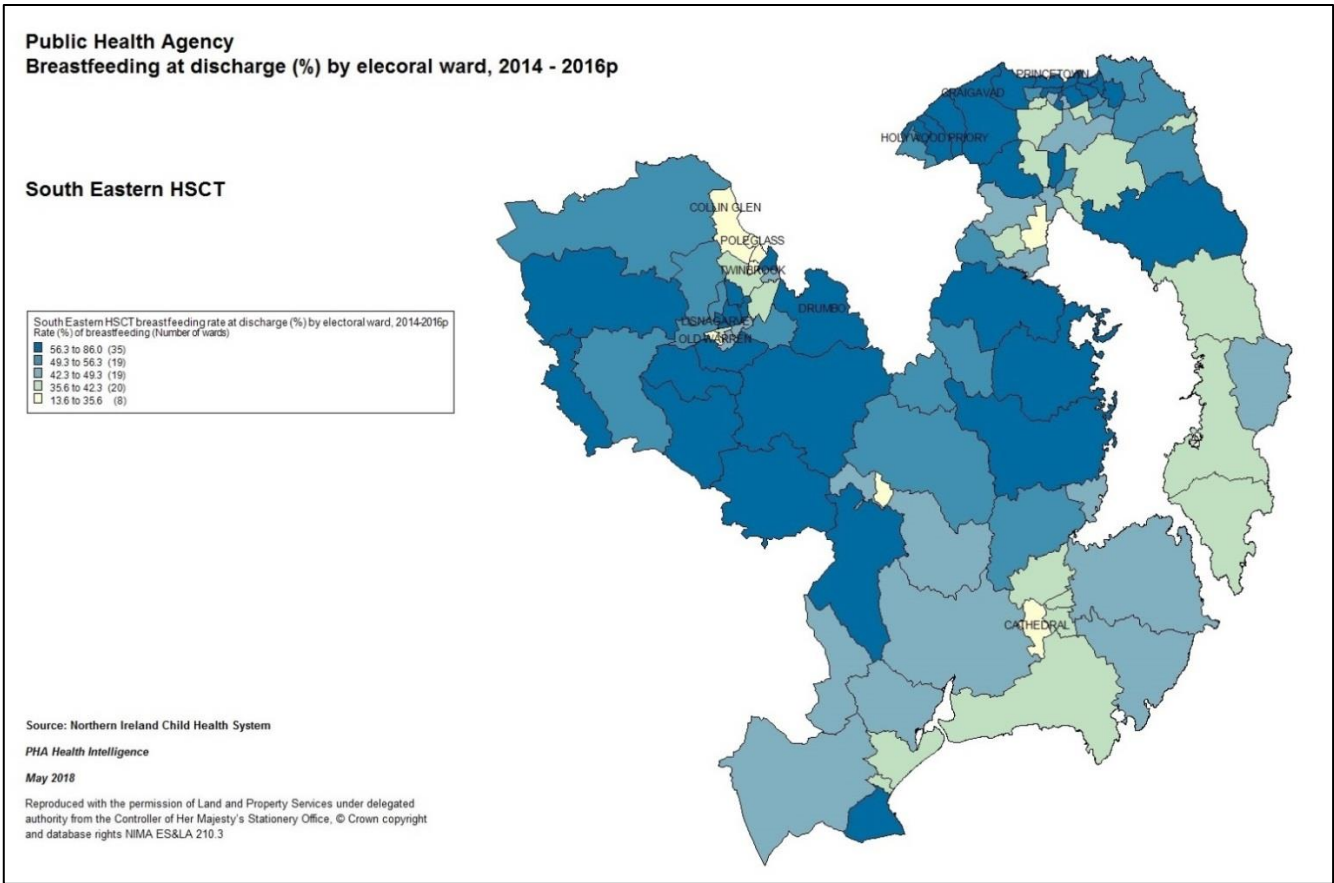 Public Health Agency
Breastfeeding at discharge (%) by elecoral ward, 2014 - 2016p
South Eastern HSCT
PRINCETOWN
CRAIGAVAD
HOLYWOOD PRIORY
COLLIN GLEN
POLEGLASS
TWINBROOK
DRUMBO
LISNAGARVEY
OLD WARREN
South Eastern HSCT breastfeeding rate at discharge (%) by electoral ward, 2014-2016p
Rate (%) of breastfeeding (Number of wards)
56.3 to 86.0 (35)
49.3 to 56.3 (19)
42.3 to 49.3 (19)
35.6 to 42.3 (20)
13.6 to 35.6 (8)
CATHEDRAL
Source: Northern Ireland Child Health System
PHA Health Intelligence
May 2018
Reproduced with the permission of Land and Property Services under delegated
authority from the Controller of Her Majesty's Stationery Office, © Crown copyright
and database rights NIMA ES&LA 210.3